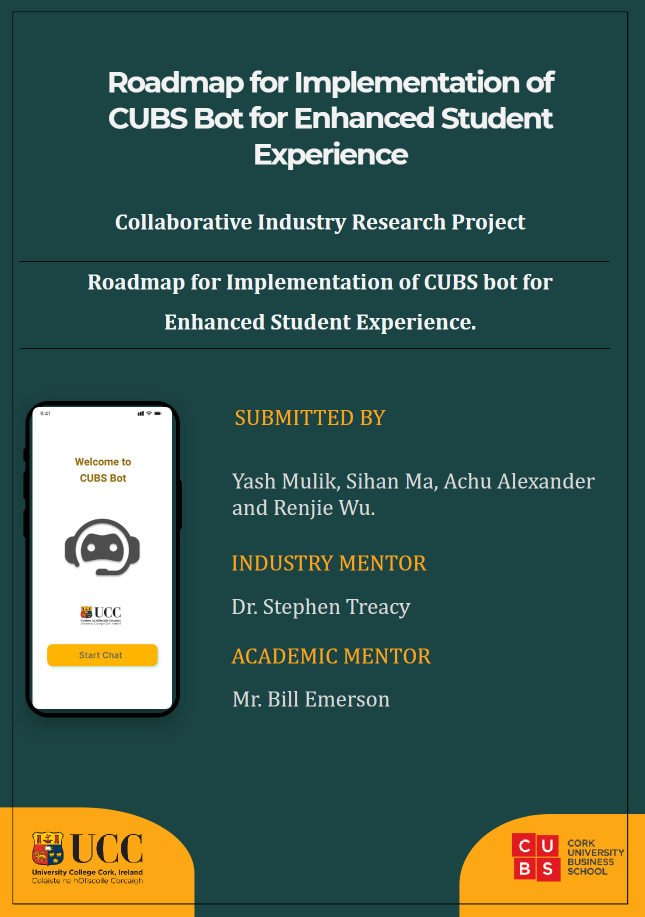 Roadmap for Implementation of
CUBS Bot for Enhanced Student
Experience
Collaborative Industry Research Project
Roadmap for Implementation of CUBS bot for
Enhanced Student Experience.
9:41
Welcome to
CUBS Bot
UCC
Start Chat
SUBMITTED BY
Yash Mulik, Sihan Ma, Achu Alexander
and Renjie Wu.
INDUSTRY MENTOR
Dr. Stephen Treacy
ACADEMIC MENTOR
Mr. Bill Emerson
UCC
University College Cork, Ireland
Coláiste na hOllscoile Corcaigh
CU
BS
CORK
UNIVERSITY
BUSINESS
SCHOOL